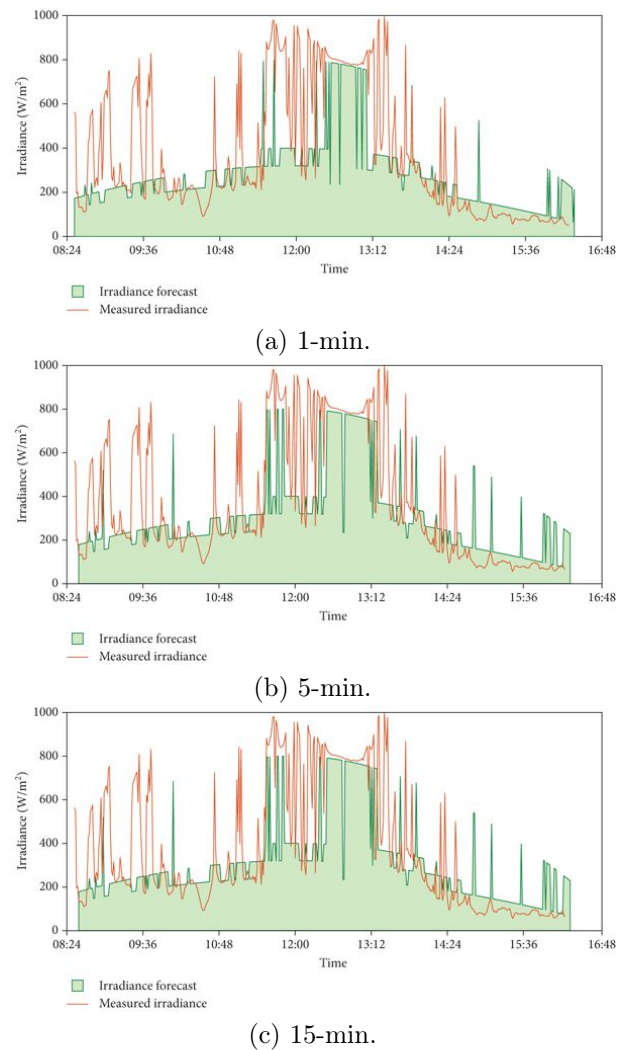 1000
800
600
400
200
0
Irradiance (W/m²)
08:24 09:36 10:48 12:00 13:12 14:24 15:36 16:48
Time
Irradiance forecast
Measured irradiance
(a) 1-min.
1000
800
600
400
200
0
Irradiance (W/m²)
08:24 09:36 10:48 12:00 13:12 14:24 15:36 16:48
Time
Irradiance forecast
Measured irradiance
(b) 5-min.
1000
800
600
400
200
0
Irradiance (W/m²)
08:24 09:36 10:48 12:00 13:12 14:24 15:36 16:48
Time
Irradiance forecast
Measured irradiance
(c) 15-min.